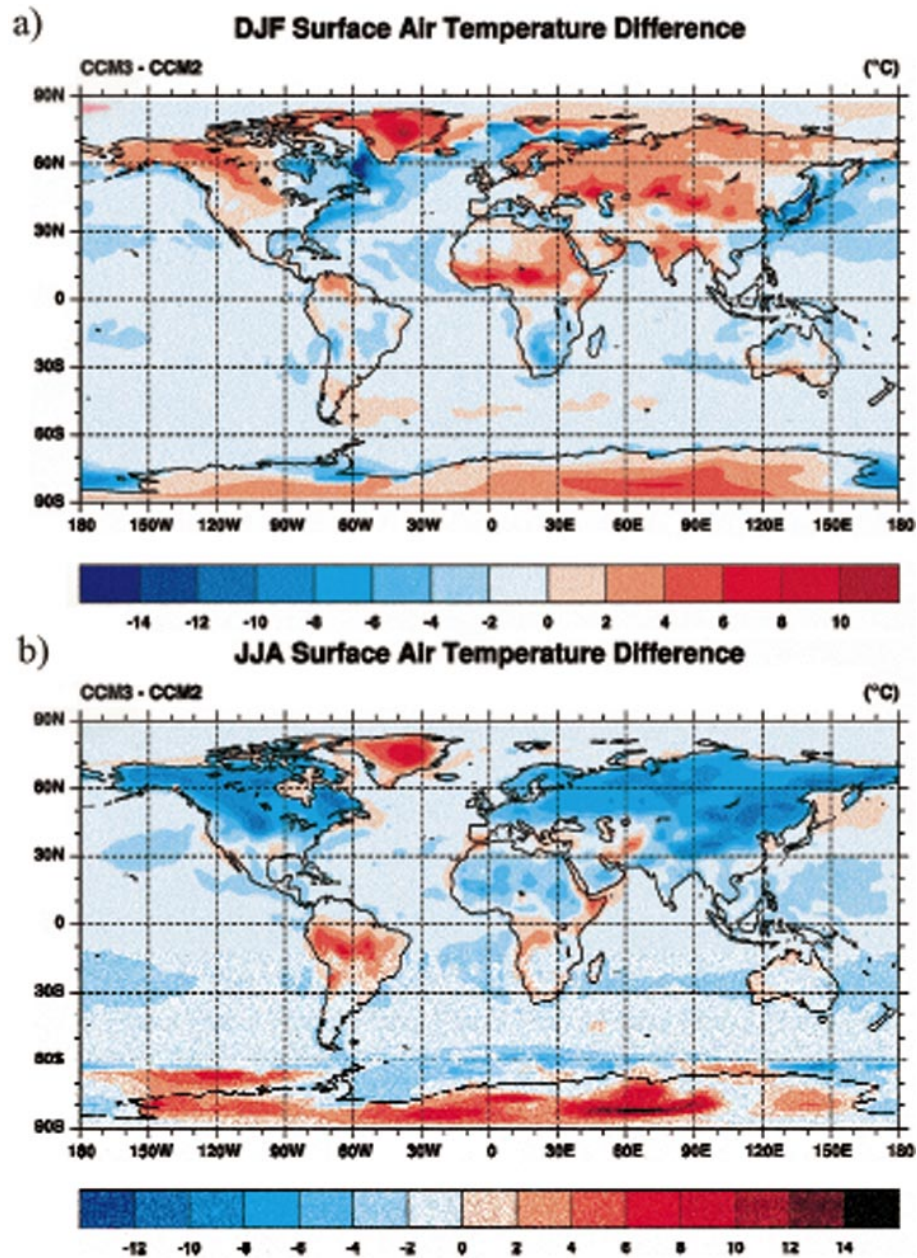 a)
DJF Surface Air Temperature Difference
CCM3 - CCM2 (°C)
90N
60N
30N
0
30S
60S
90S
180 150W 120W 90W 60W 30W 0 30E 60E 90E 120E 150E 180
-14 -12 -10 -8 -6 -4 -2 0 2 4 6 8 10
b)
JJA Surface Air Temperature Difference
CCM3 - CCM2 (°C)
90N
60N
30N
0
30S
60S
90S
180 150W 120W 90W 60W 30W 0 30E 60E 90E 120E 150E 180
-12 -10 -8 -6 -4 -2 0 2 4 6 8 10 12 14